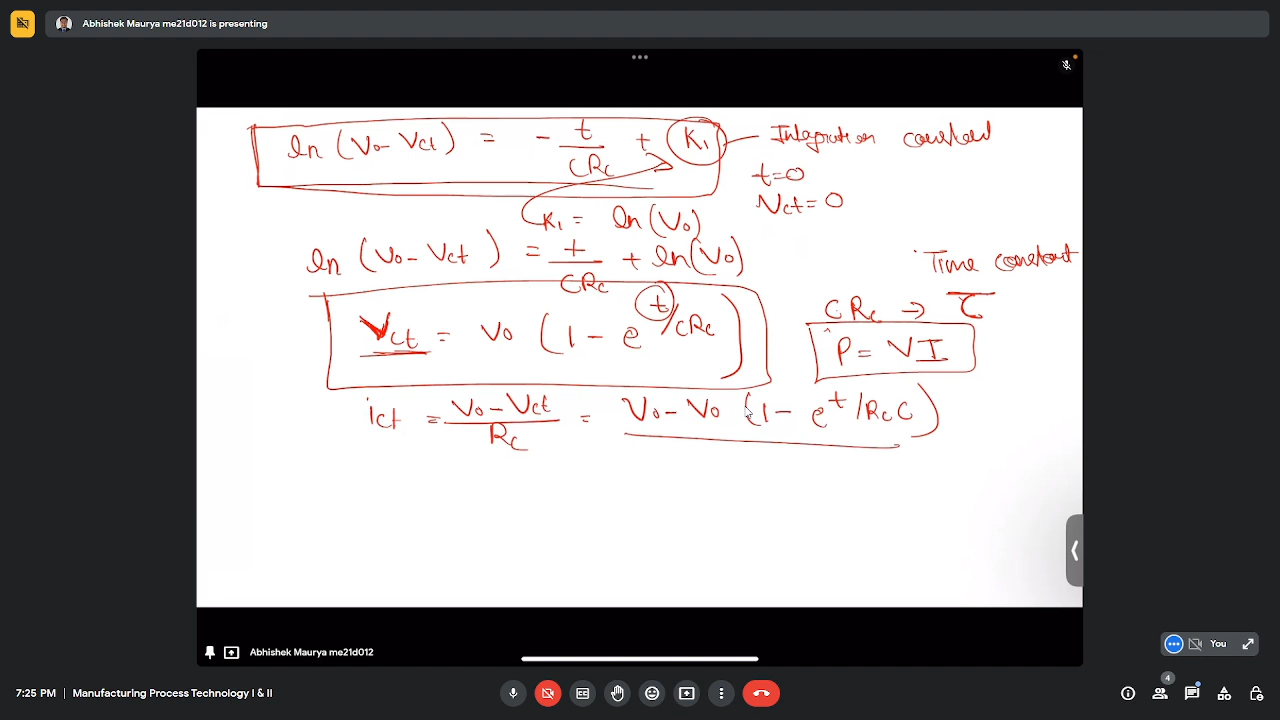 Abhishek Maurya me21d012 is presenting
ln (V0 - Vct) = - t/CRc + K1 — Integration constant
t=0
Vct = 0
K1 = ln(V0)
ln (V0 - Vct) = t/CRc + ln(V0)
Time constant
CRc → τ
Vct = V0 (1 - e^t/CRc)
P = VI
ict = V0 - Vct/Rc = V0 - V0 (1 - e^t/RcC)
Abhishek Maurya me21d012
You
7:25 PM | Manufacturing Process Technology I & II
4